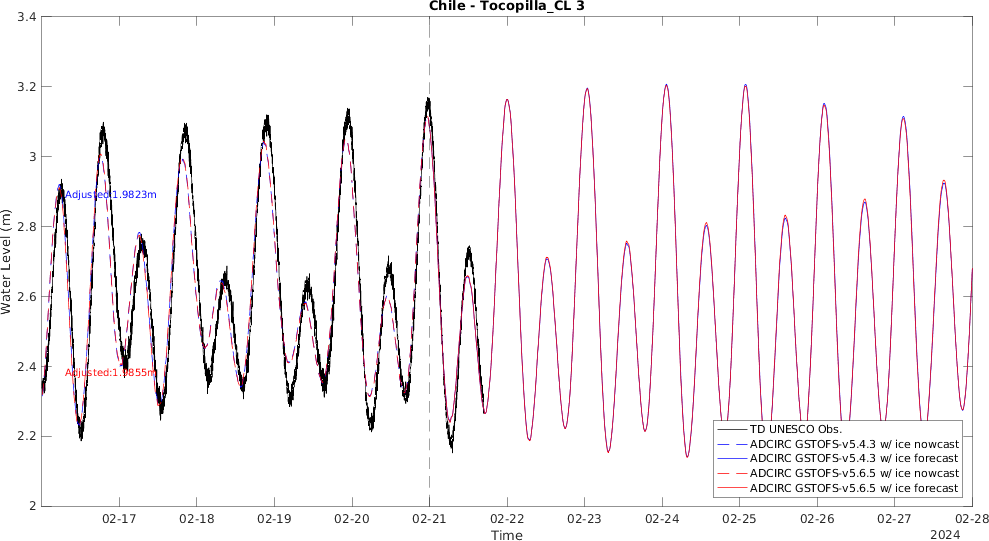 Chile - Tocopilla_CL 3
3.4
3.2
3
2.8
2.6
2.4
2.2
2
Water Level (m)
Adjusted:1.9823m
Adjusted:1.9855m
TD UNESCO Obs.
ADCIRC GSTOFS-v5.4.3 w/ ice nowcast
ADCIRC GSTOFS-v5.4.3 w/ ice forecast
ADCIRC GSTOFS-v5.6.5 w/ ice nowcast
ADCIRC GSTOFS-v5.6.5 w/ ice forecast
02-17 02-18 02-19 02-20 02-21 02-22 02-23 02-24 02-25 02-26 02-27 02-28
Time 2024